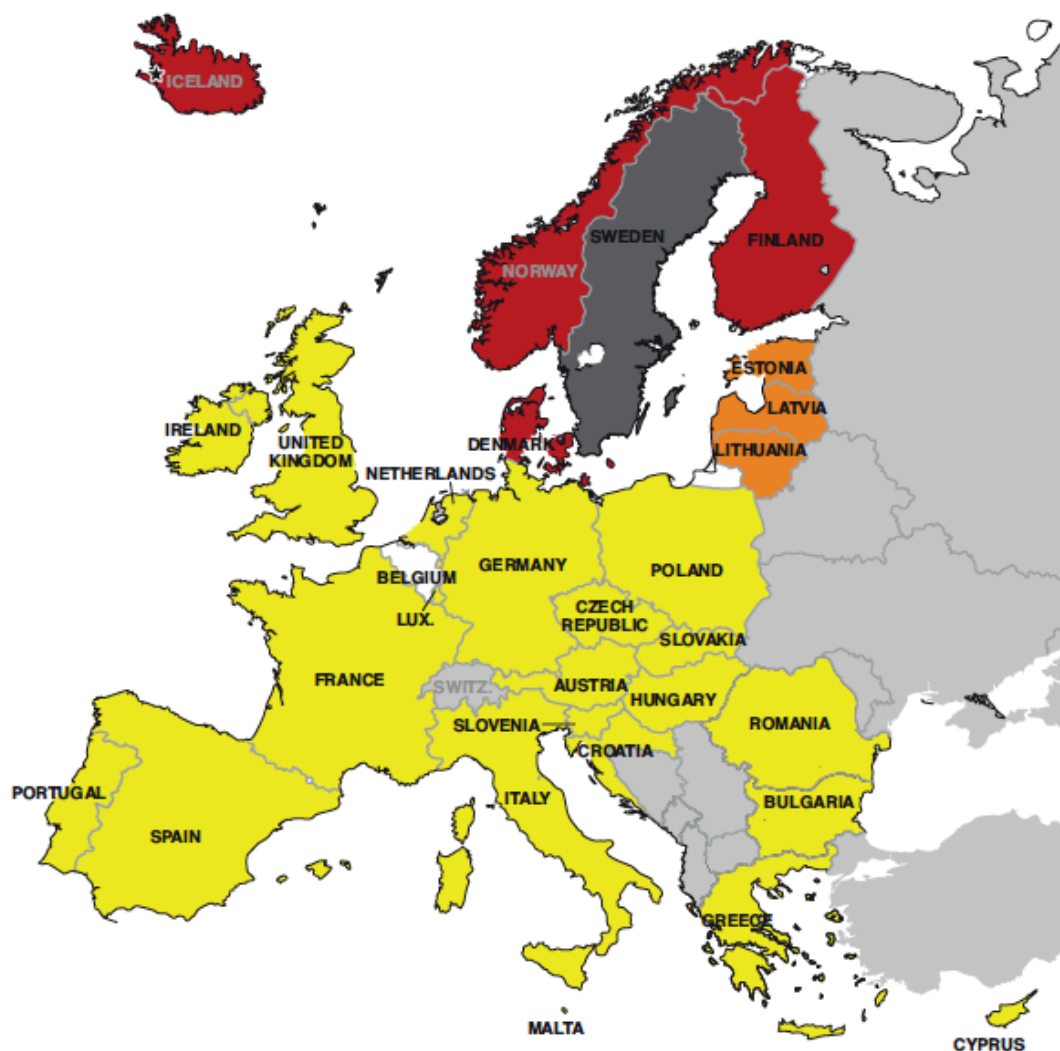 ICELAND
SWEDEN
FINLAND
NORWAY
ESTONIA
LATVIA
LITHUANIA
DENMARK
IRELAND
UNITED
KINGDOM
NETHERLANDS
BELGIUM
LUX.
GERMANY
POLAND
CZECH
REPUBLIC
SLOVAKIA
FRANCE
SWITZ.
AUSTRIA
HUNGARY
SLOVENIA
CROATIA
ROMANIA
PORTUGAL
SPAIN
ITALY
BULGARIA
GREECE
MALTA
CYPRUS